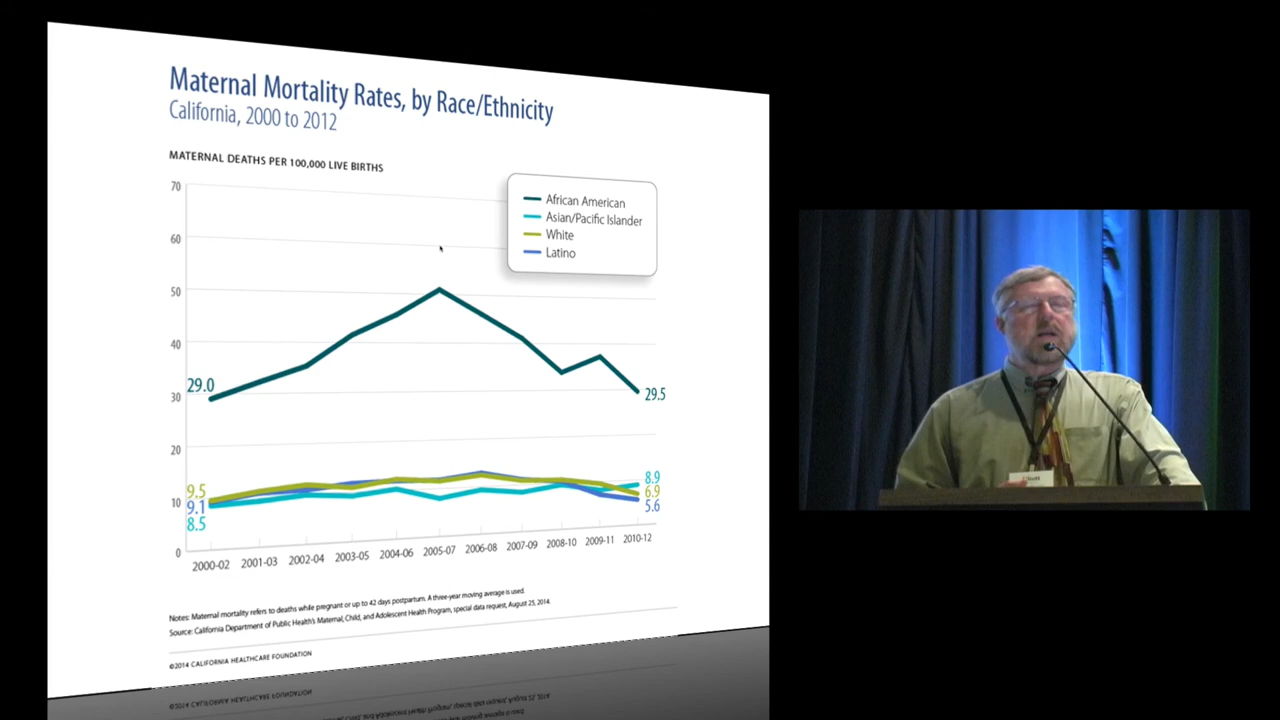 Maternal Mortality Rates, by Race/Ethnicity
California, 2000 to 2012
MATERNAL DEATHS PER 100,000 LIVE BIRTHS
70
60
50
40
30
20
10
0
African American
Asian/Pacific Islander
White
Latino
29.0
29.5
9.5
9.1
8.5
8.9
6.9
5.6
2000-02 2001-03 2002-04 2003-05 2004-06 2005-07 2006-08 2007-09 2008-10 2009-11 2010-12
Notes: Maternal mortality refers to deaths while pregnant or up to 42 days postpartum. A three-year moving average is used.
Source: California Department of Public Health's Maternal, Child, and Adolescent Health Program, special data request, August 25, 2014.
©2014 CALIFORNIA HEALTHCARE FOUNDATION